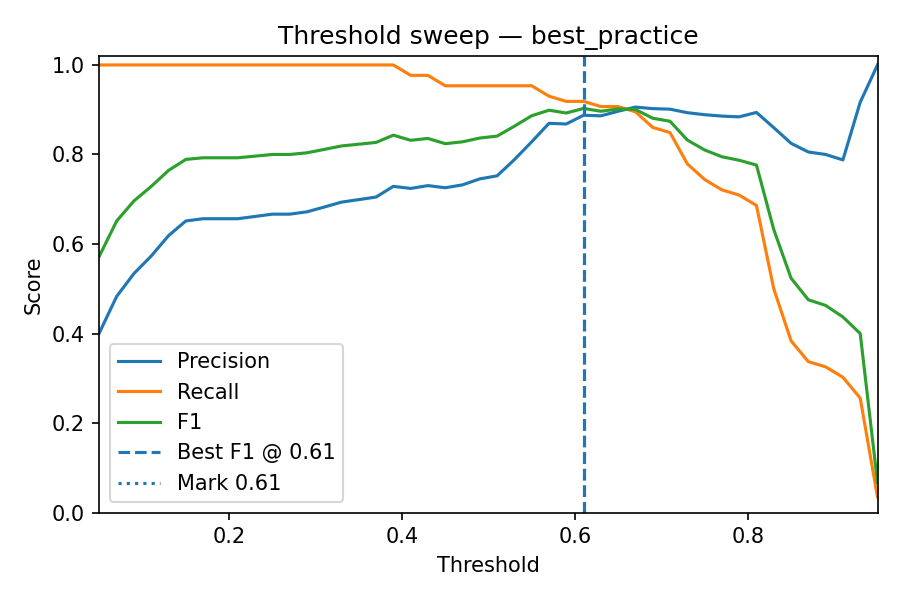 Threshold sweep — best_practice
1.0
0.8
0.6
0.4
0.2
0.0
Score
Precision
Recall
F1
Best F1 @ 0.61
Mark 0.61
0.2
0.4
0.6
0.8
Threshold